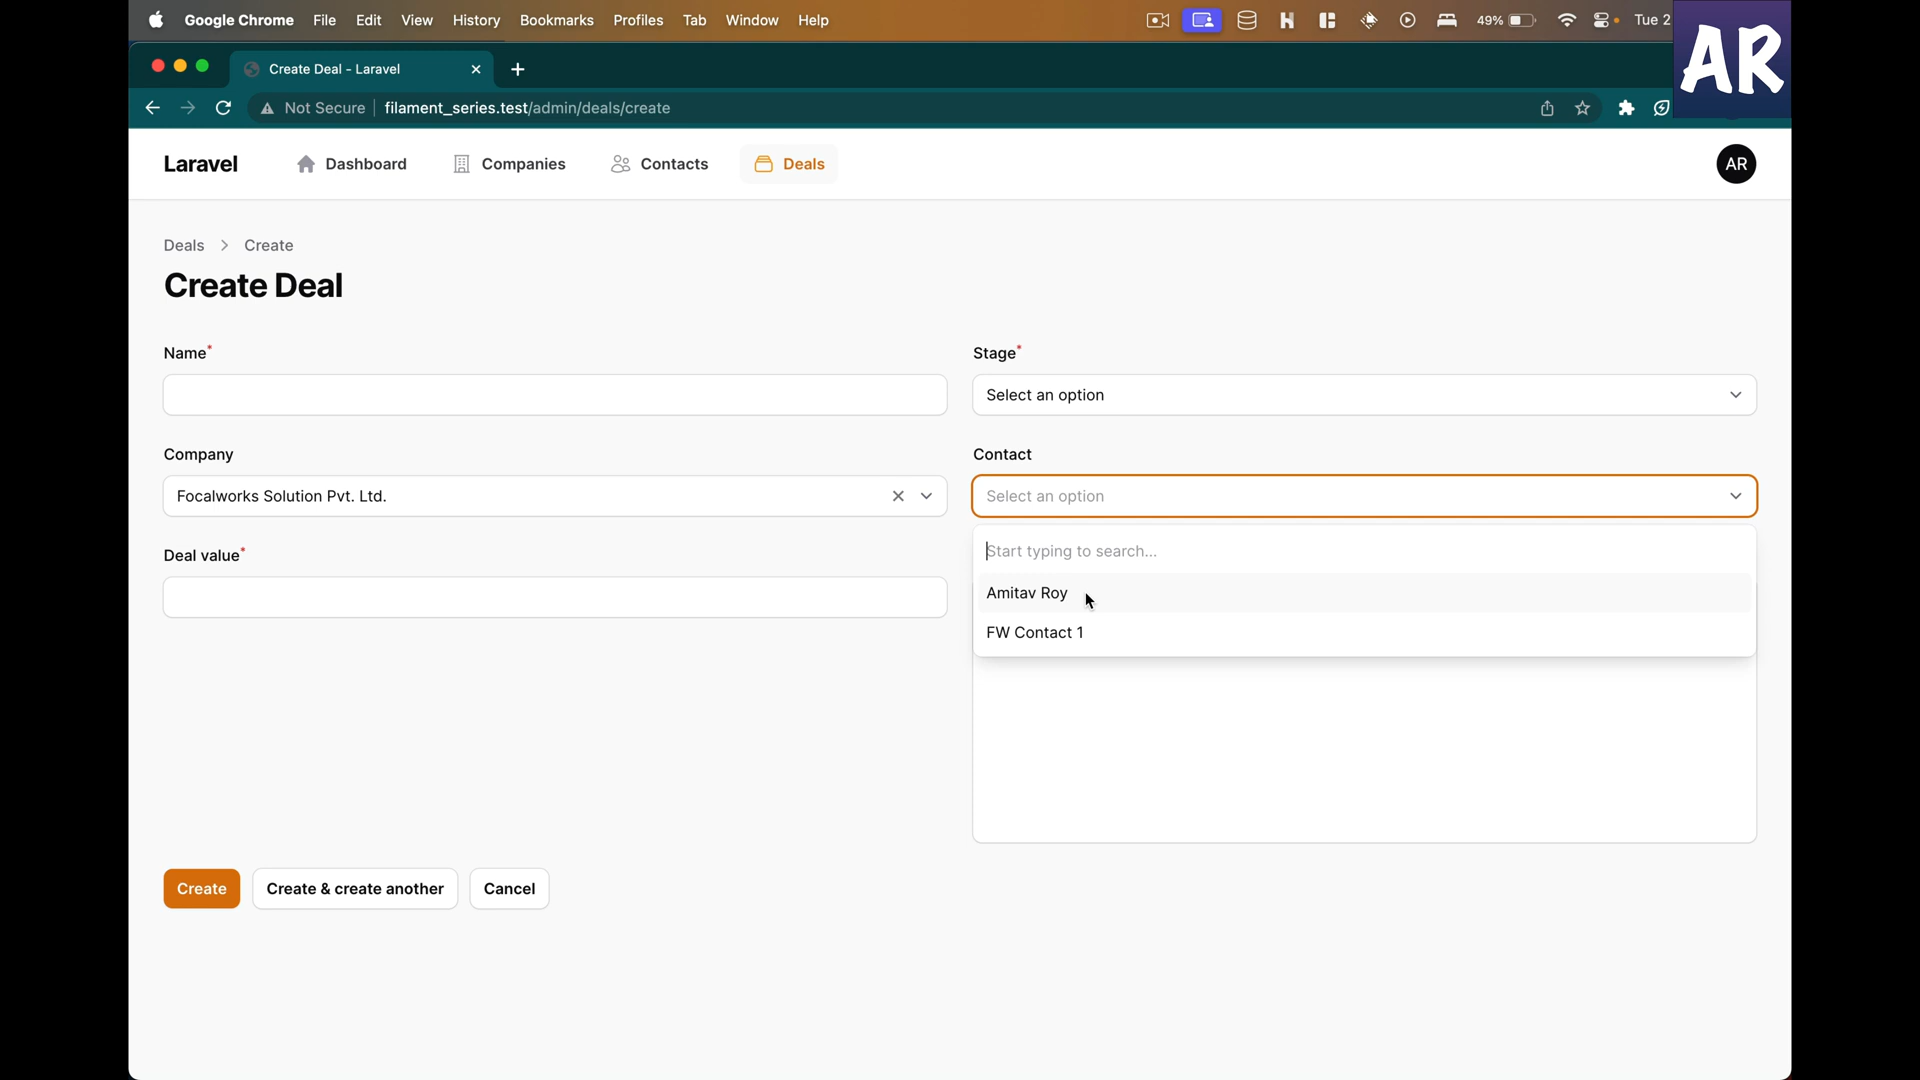 Google Chrome File Edit View History Bookmarks Profiles Tab Window Help 49% Tue 2
AR
Create Deal - Laravel
Not Secure filament_series.test/admin/deals/create
Laravel Dashboard Companies Contacts Deals AR
Deals Create
Create Deal
Name* Stage*
Select an option
Company Contact
Focalworks Solution Pvt. Ltd. Select an option
Deal value* Start typing to search...
Amitav Roy
FW Contact 1
Create Create & create another Cancel